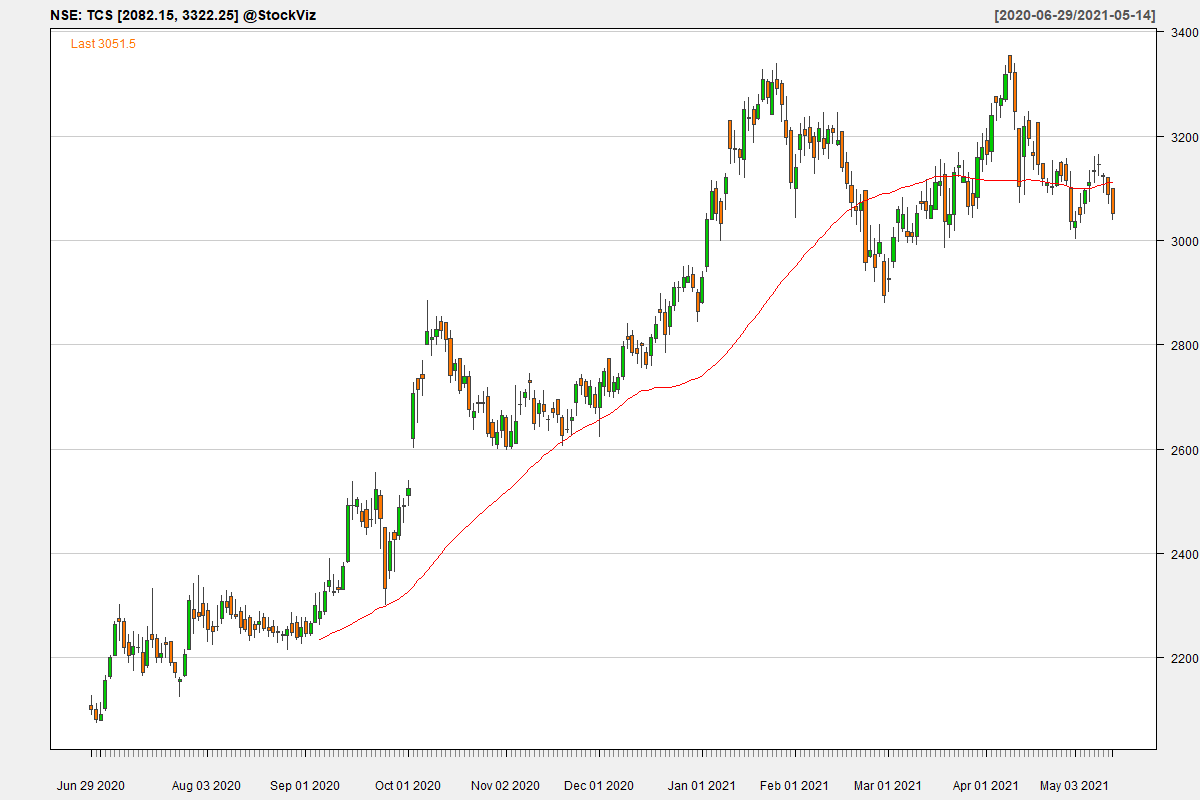 NSE: TCS [2082.15, 3322.25] @StockViz
[2020-06-29/2021-05-14]
Last 3051.5
3400
3200
3000
2800
2600
2400
2200
Jun 29 2020
Aug 03 2020
Sep 01 2020
Oct 01 2020
Nov 02 2020
Dec 01 2020
Jan 01 2021
Feb 01 2021
Mar 01 2021
Apr 01 2021
May 03 2021